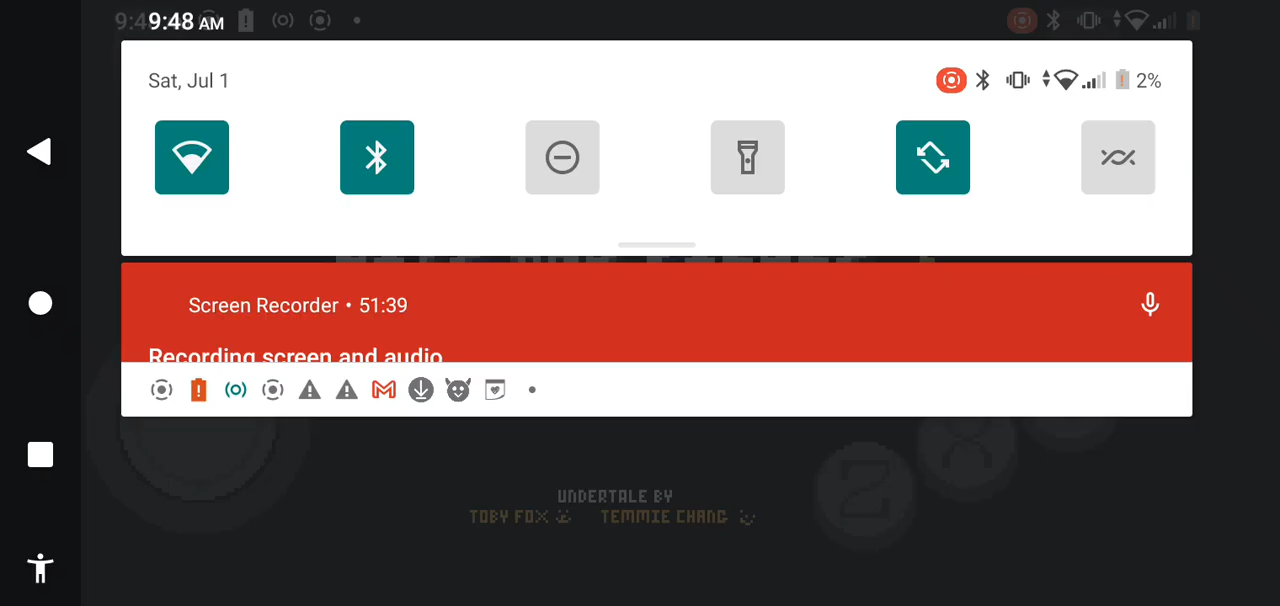 9:48 AM
Sat, Jul 1
2%
Screen Recorder • 51:39
Recording screen and audio
UNDERTALE BY
TOBY FOX TEMMIE CHANG
Z
X